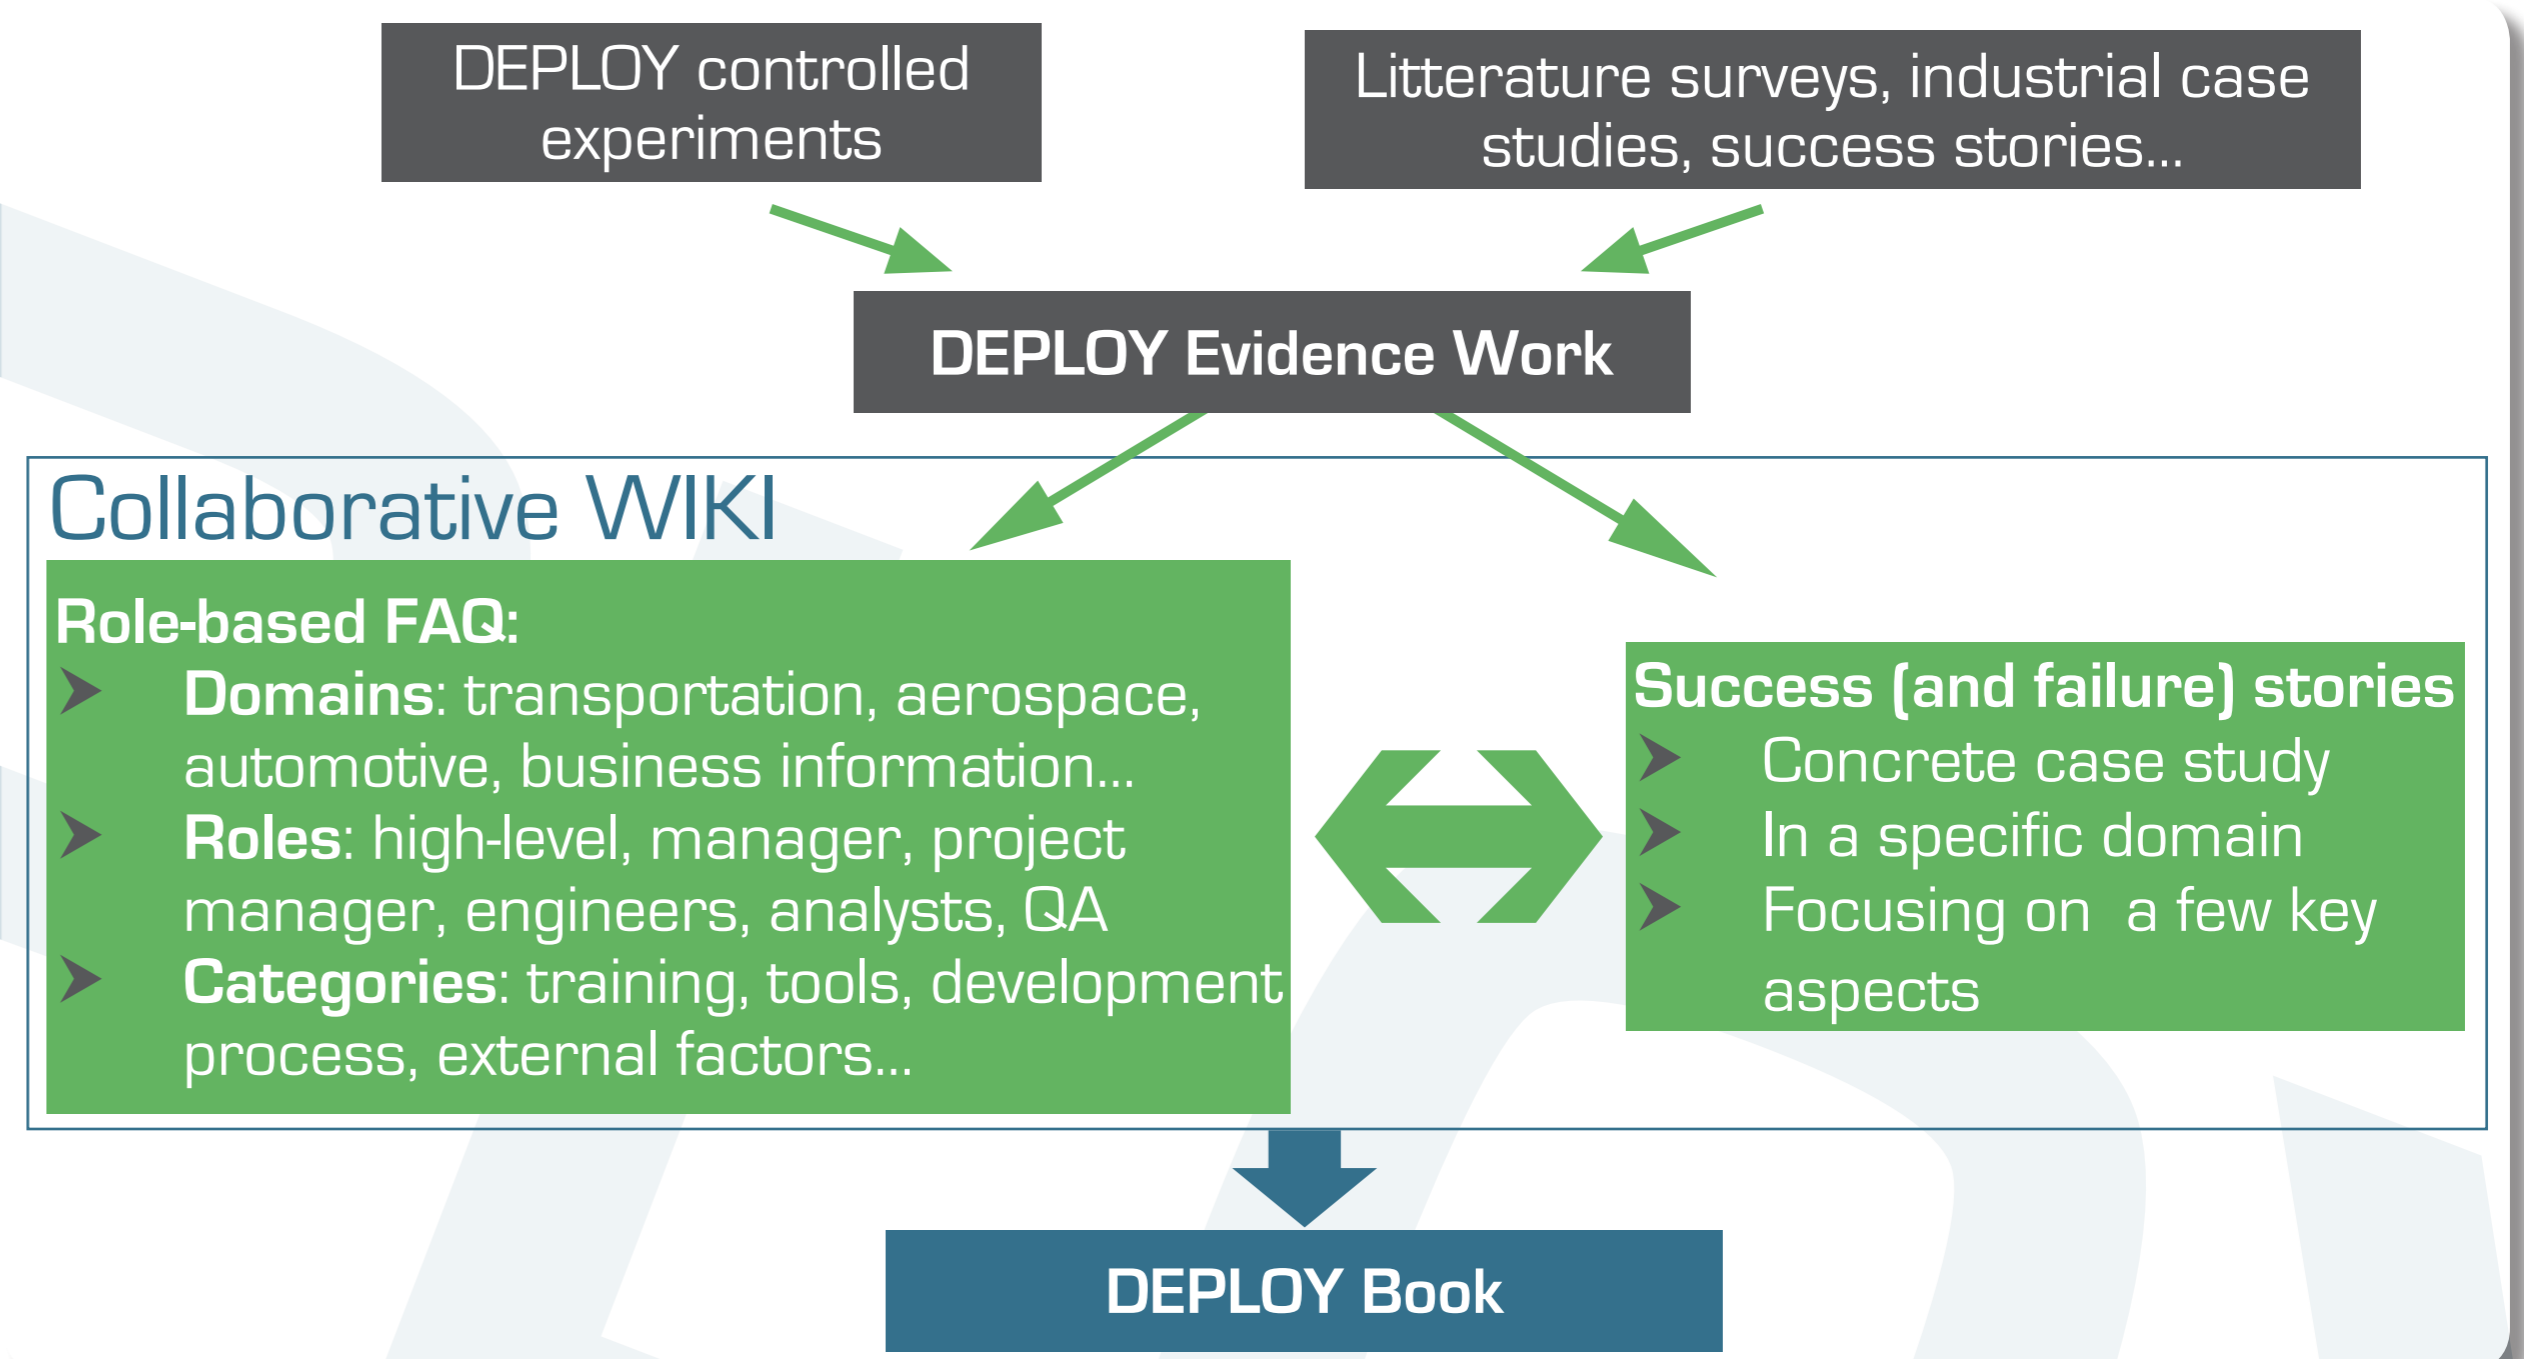 DEPLOY controlled
experiments
Litterature surveys, industrial case
studies, success stories...
DEPLOY Evidence Work
Collaborative WIKI
Role-based FAQ:
Domains: transportation, aerospace,
automotive, business information...
Roles: high-level, manager, project
manager, engineers, analysts, QA
Categories: training, tools, development
process, external factors...
Success (and failure) stories
Concrete case study
In a specific domain
Focusing on a few key
aspects
DEPLOY Book